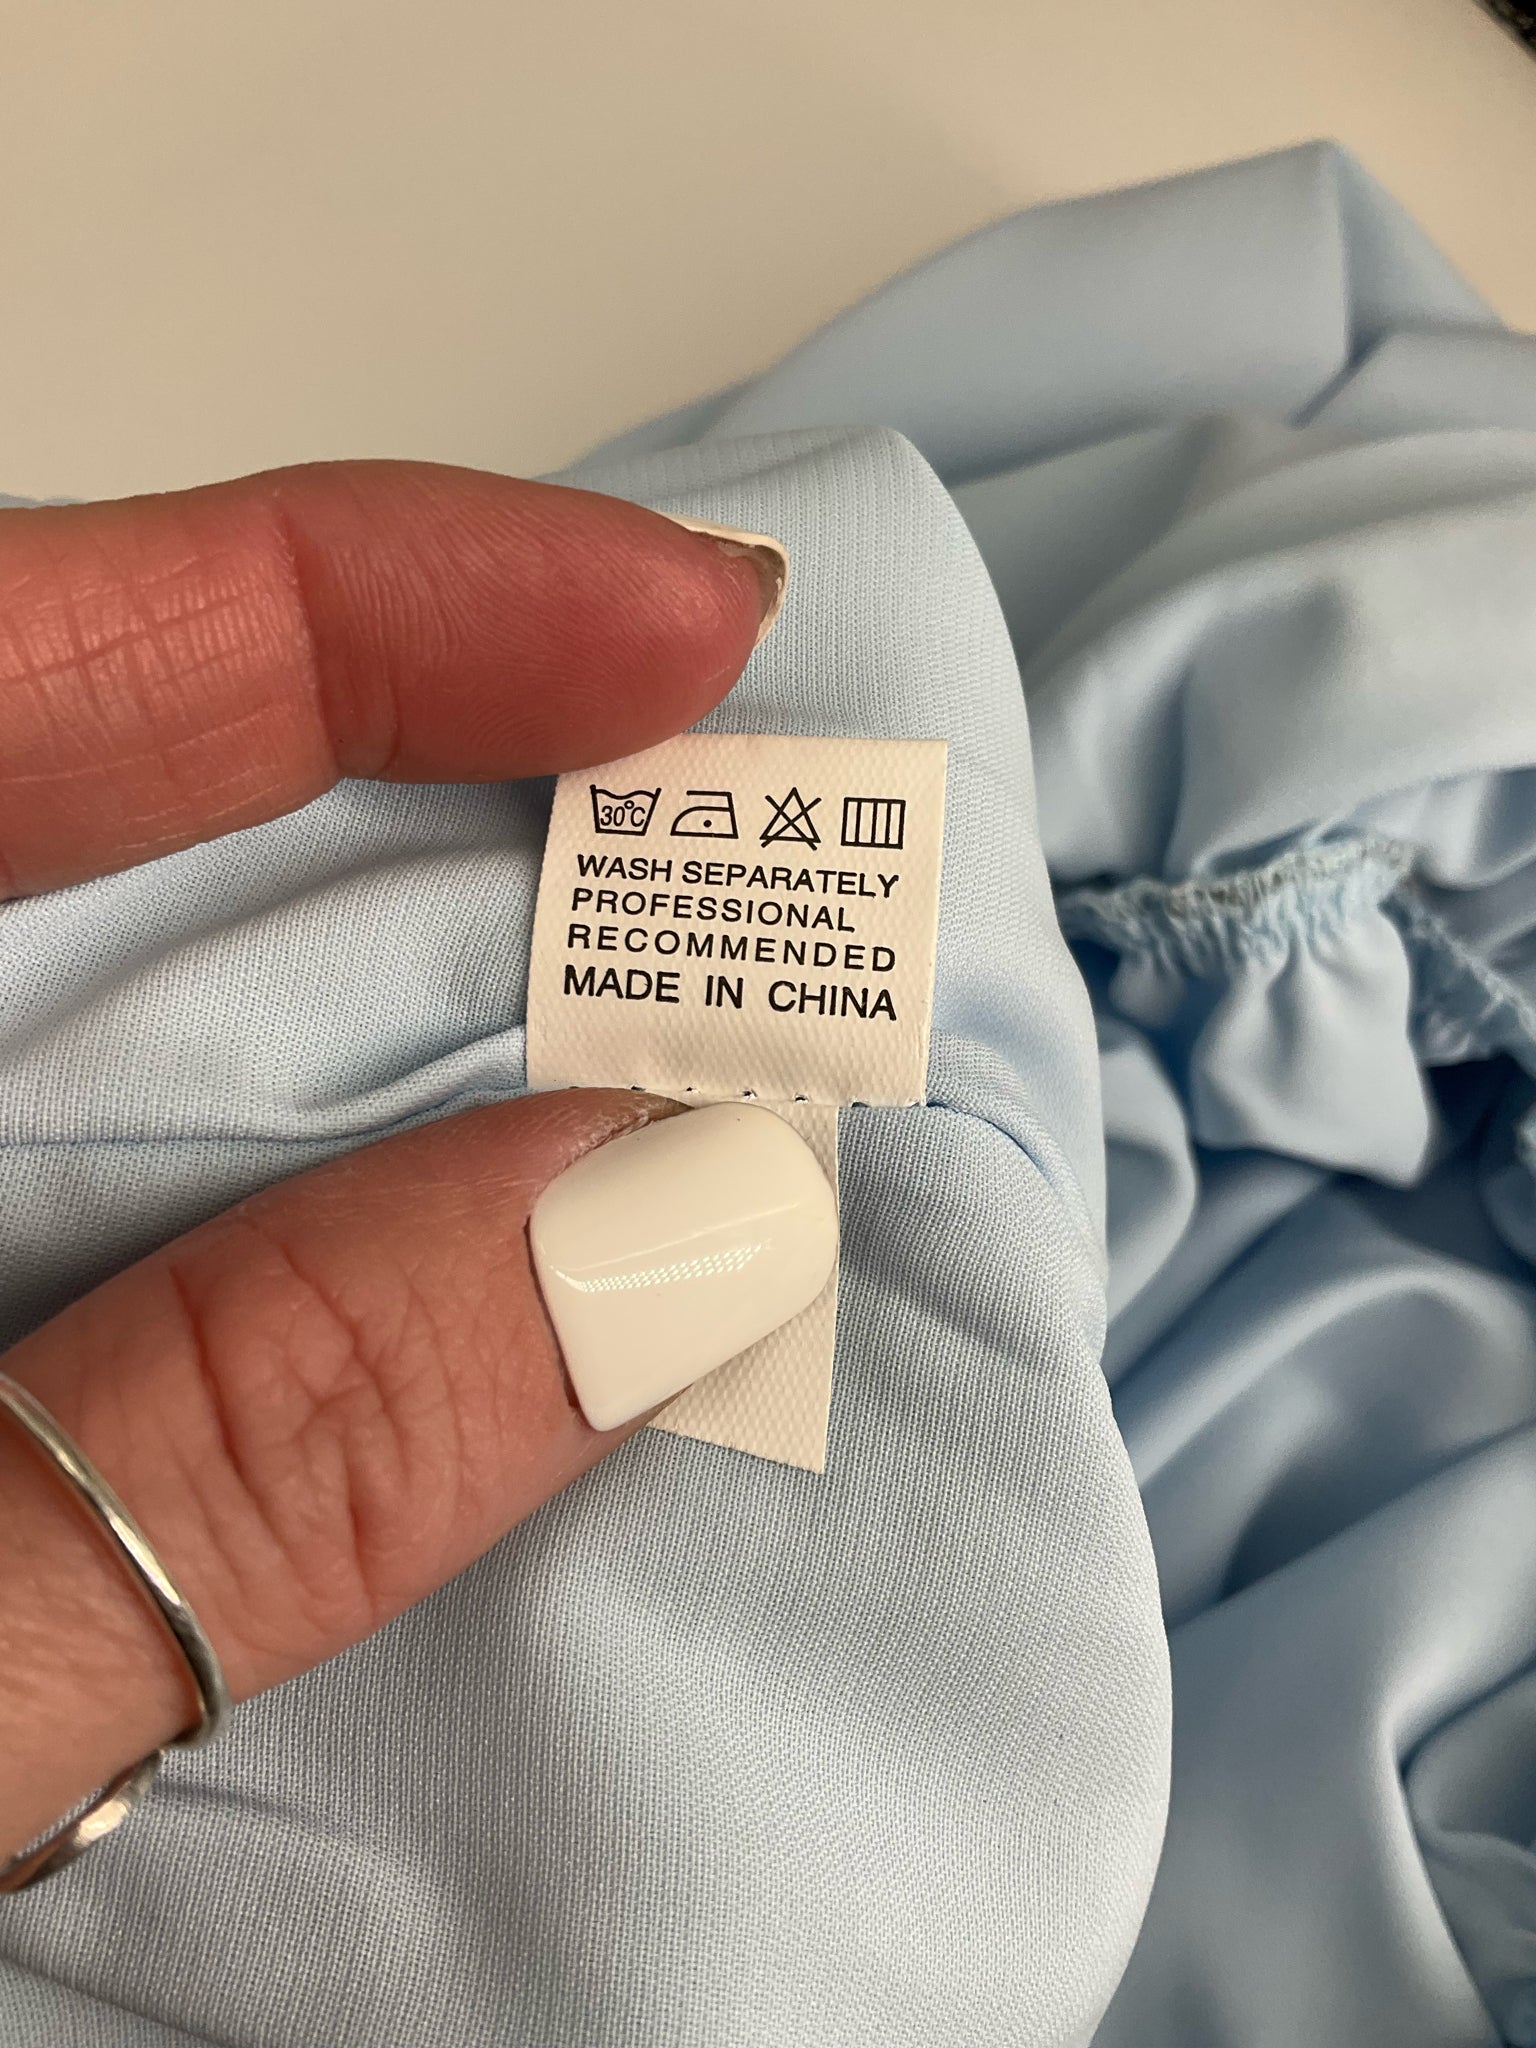 30°C
WASH SEPARATELY
PROFESSIONAL
RECOMMENDED
MADE IN CHINA